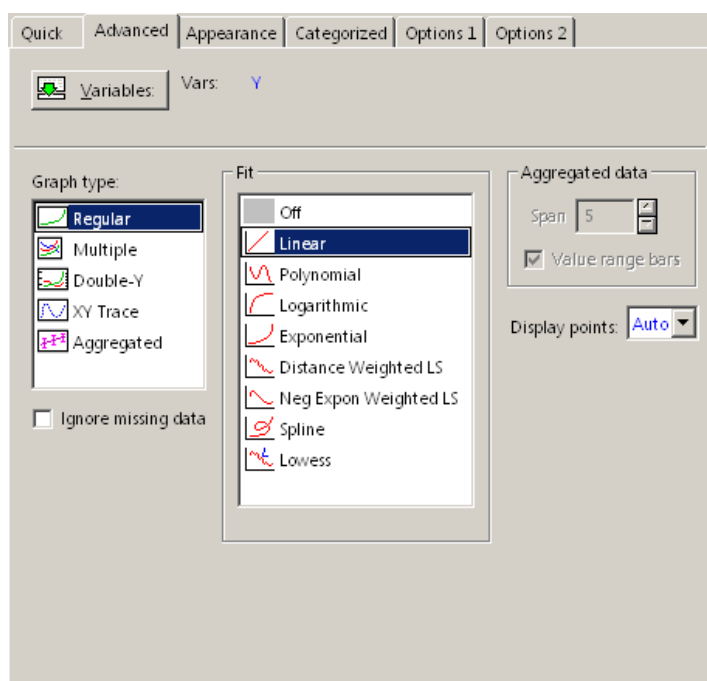 Quick Advanced Appearance Categorized Options 1 Options 2
Variables: Vars: Y
Graph type:
Regular
Multiple
Double-Y
XY Trace
Aggregated
Ignore missing data
Fit
Off
Linear
Polynomial
Logarithmic
Exponential
Distance Weighted LS
Neg Expon Weighted LS
Spline
Lowess
Aggregated data
Span 5
Value range bars
Display points: Auto